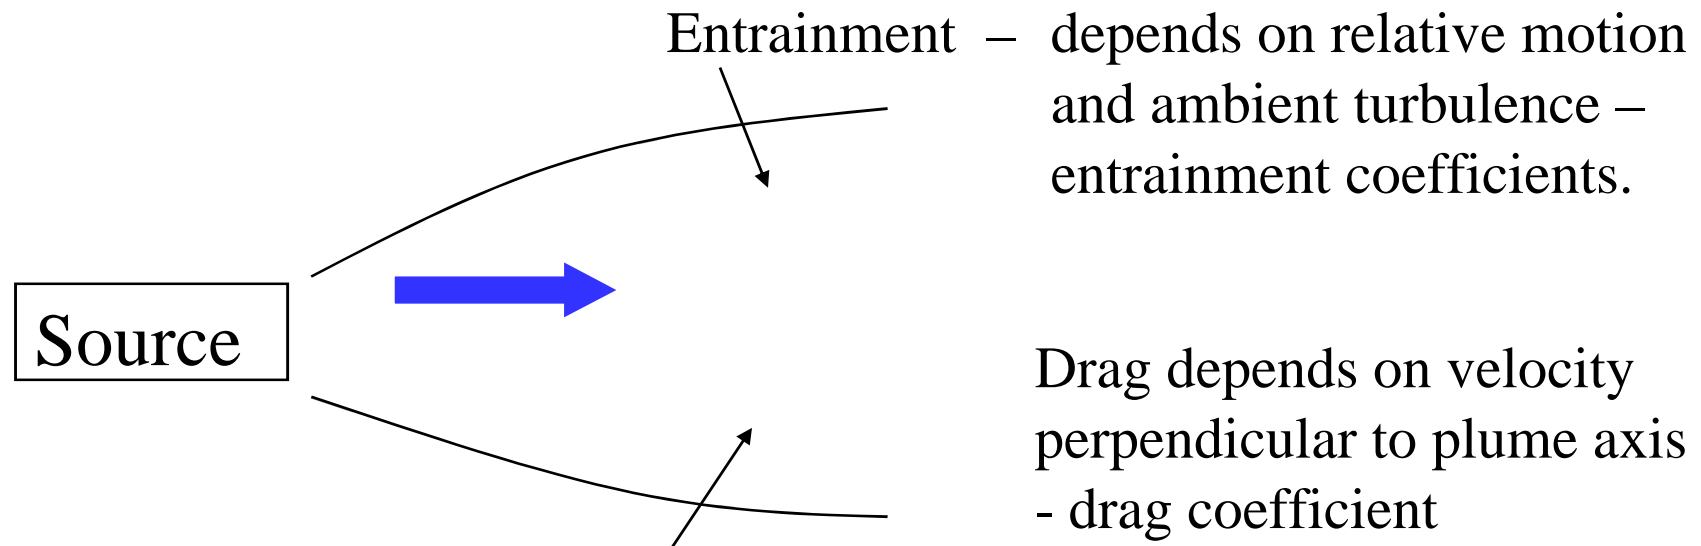 Entrainment – depends on relative motion
and ambient turbulence –
entrainment coefficients.
Source
Drag depends on velocity
perpendicular to plume axis
- drag coefficient